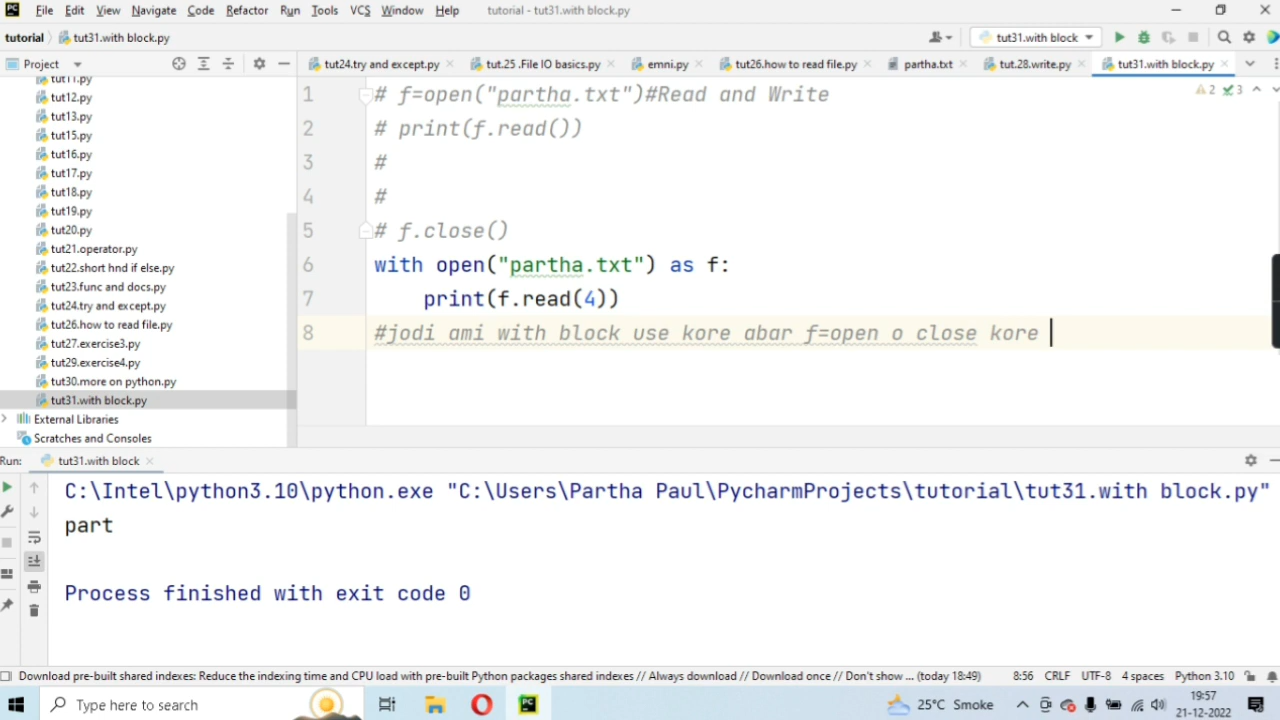 File Edit View Navigate Code Refactor Run Tools VCS Window Help tutorial - tut31.with block.py
tutorial tut31.with block.py tut31.with block
Project tut24.try and except.py tut.25 .File IO basics.py emni.py tut26.how to read file.py partha.txt tut.28.write.py tut31.with block.py
tut11.py
tut12.py
tut13.py
tut15.py
tut16.py
tut17.py
tut18.py
tut19.py
tut20.py
tut21.operator.py
tut22.short hnd if else.py
tut23.func and docs.py
tut24.try and except.py
tut26.how to read file.py
tut27.exercise3.py
tut29.exercise4.py
tut30.more on python.py
tut31.with block.py
External Libraries
Scratches and Consoles
1 # f=open("partha.txt")#Read and Write
2 # print(f.read())
3 #
4 #
5 # f.close()
6 with open("partha.txt") as f:
7 print(f.read(4))
8 #jodi ami with block use kore abar f=open o close kore
2 3
Run: tut31.with block
C:\Intel\python3.10\python.exe "C:\Users\Partha Paul\PycharmProjects\tutorial\tut31.with block.py"
part
Process finished with exit code 0
Download pre-built shared indexes: Reduce the indexing time and CPU load with pre-built Python packages shared indexes // Always download // Download once // Don't show ... (today 18:49) 8:56 CRLF UTF-8 4 spaces Python 3.10
Type here to search 25°C Smoke 19:57
21-12-2022